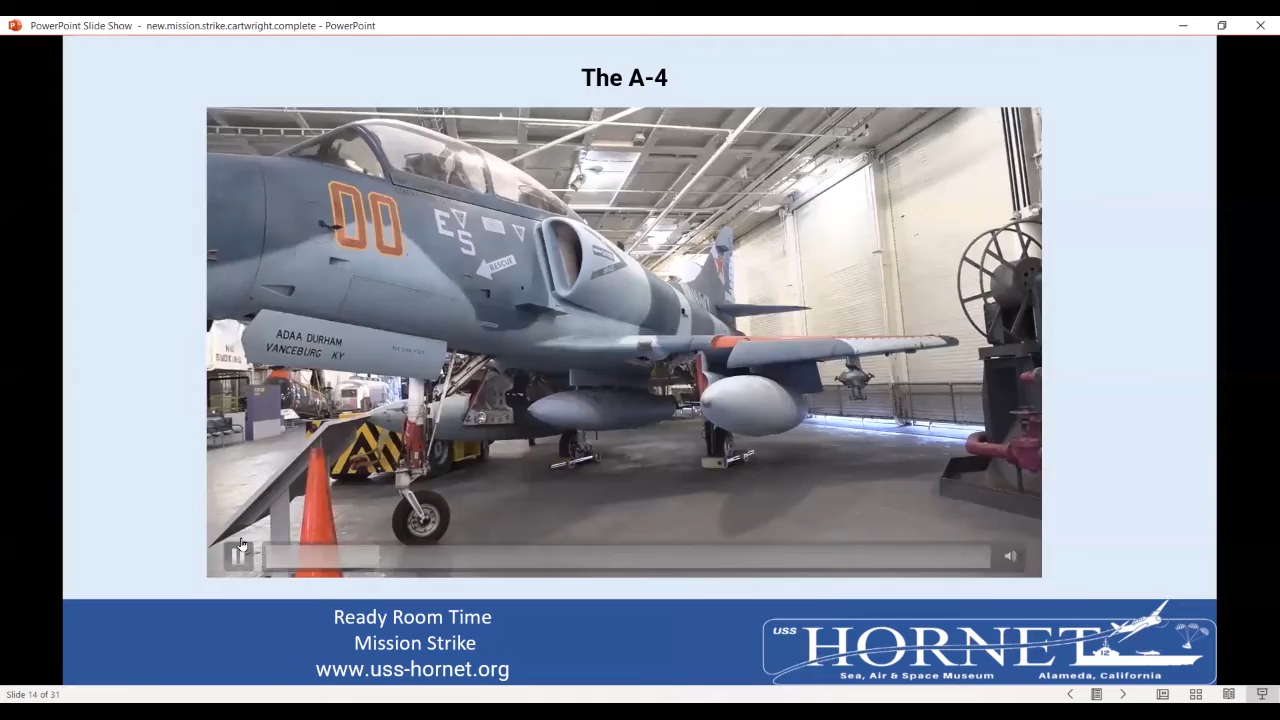 PowerPoint Slide Show - new.mission.strike.cartwright.complete - PowerPoint
The A-4
00
E
S
RESCUE
ADAA DURHAM
VANCEBURG KY
NO
SMOKING
Ready Room Time
Mission Strike
www.uss-hornet.org
USS
HORNET
Sea, Air & Space Museum Alameda, California
Slide 14 of 31